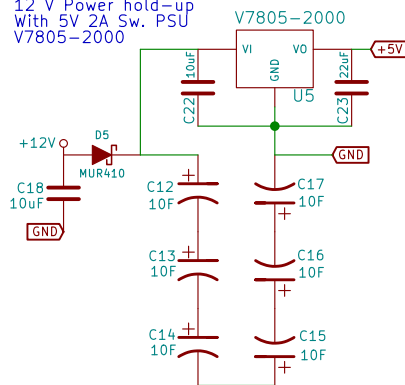 12 V Power hold-up
With 5V 2A Sw. PSU
V7805-2000
V7805-2000
VI
VO
GND
U5
10uF
C22
22uF
C23
+5V
D5
MUR410
+12V
C18
10uF
GND
GND
C12
10F
C13
10F
C14
10F
C17
10F
C16
10F
C15
10F